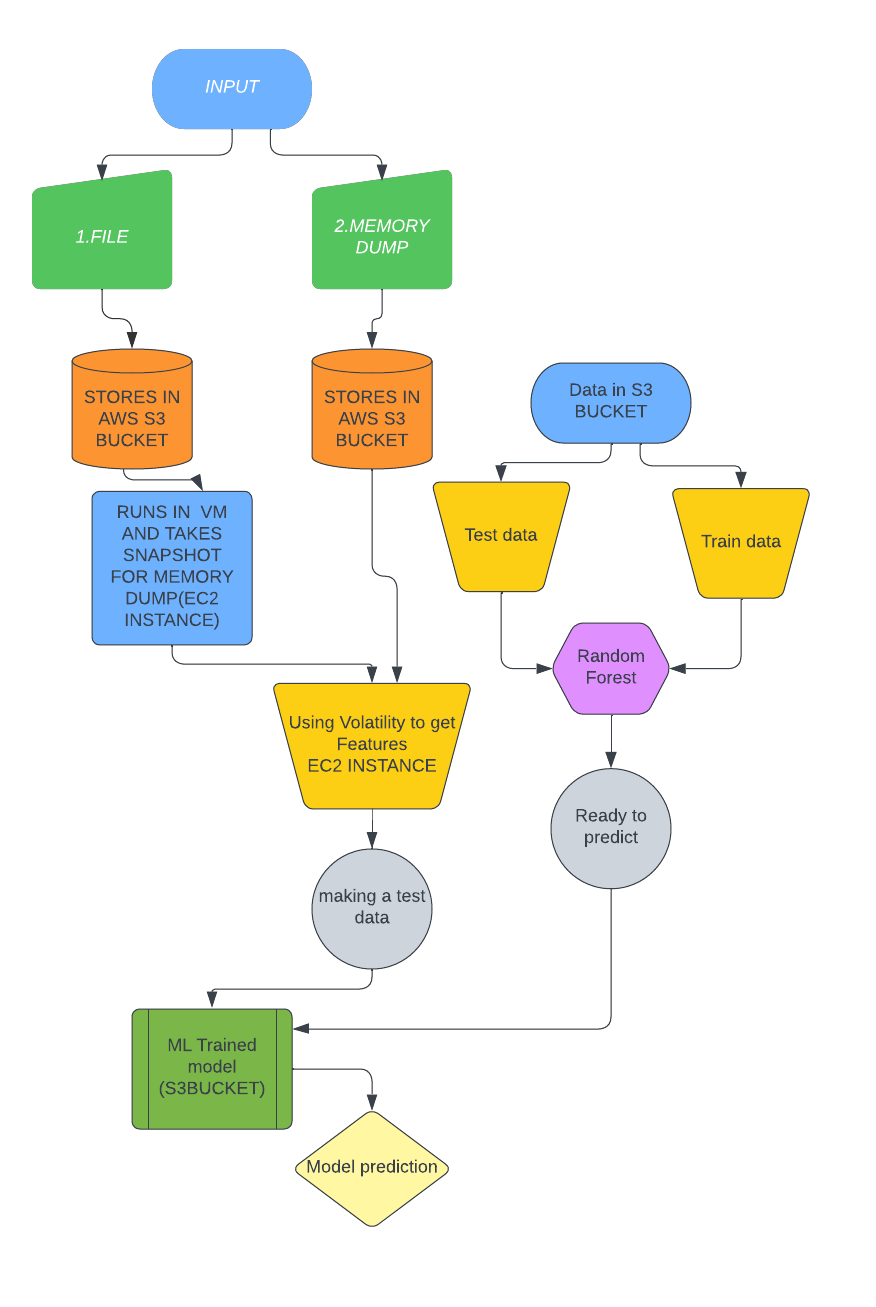 INPUT
1.FILE
2.MEMORY
DUMP
STORES IN
AWS S3
BUCKET
STORES IN
AWS S3
BUCKET
Data in S3
BUCKET
RUNS IN  VM
AND TAKES
SNAPSHOT
FOR MEMORY
DUMP(EC2
INSTANCE)
Test data
Train data
Random
Forest
Using Volatility to get
Features
EC2 INSTANCE
Ready to
predict
making a test
data
ML Trained
model
(S3BUCKET)
Model prediction